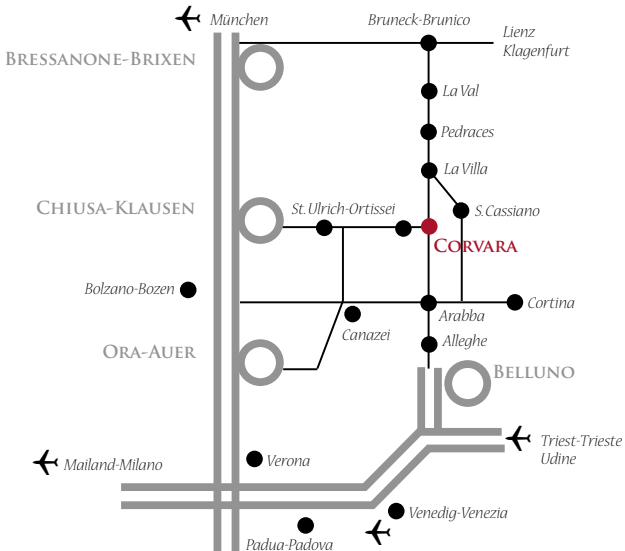 München
Bruneck-Brunico
Lienz
Klagenfurt
BRESSANONE-BRIXEN
La Val
Pedraces
La Villa
CHIUSA-KLAUSEN
St.Ulrich-Ortissei
S.Cassiano
CORVARA
Bolzano-Bozen
Cortina
Arabba
Canazei
Alleghe
ORA-AUER
BELLUNO
Triest-Trieste
Udine
Mailand-Milano
Verona
Venedig-Venezia
Padua-Padova